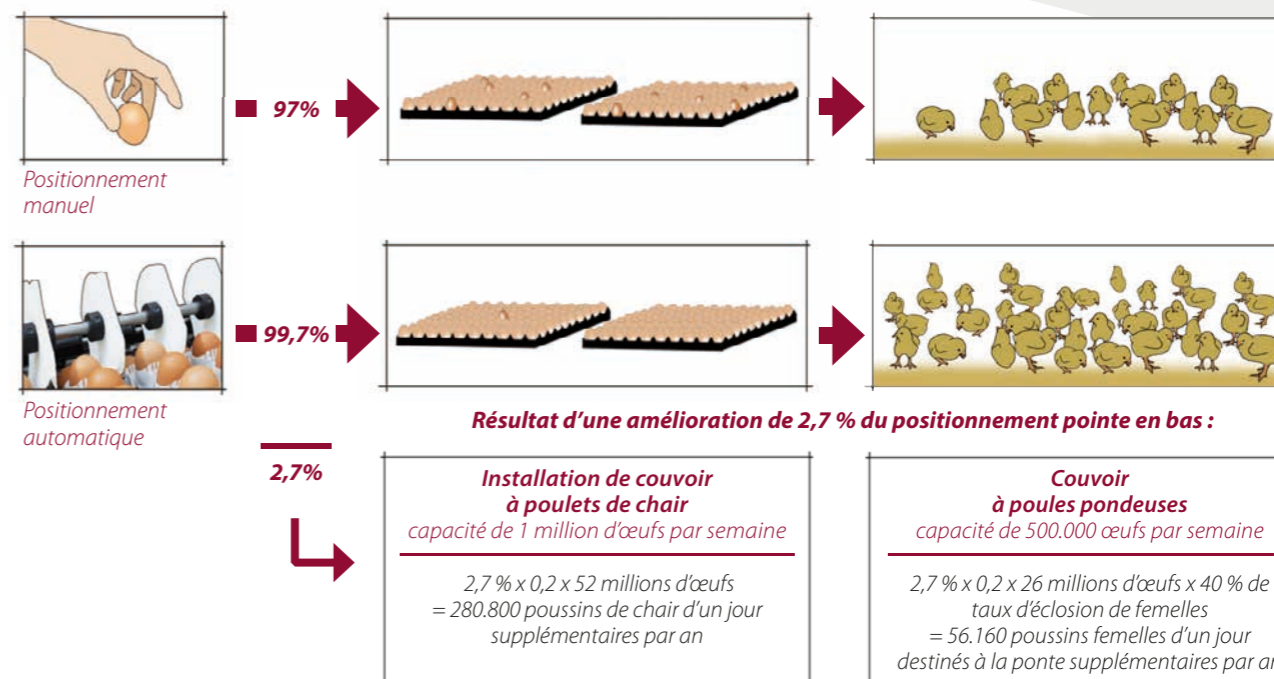 97%
Positionnement
manuel
99,7%
Positionnement
automatique
Résultat d'une amélioration de 2,7 % du positionnement pointe en bas :
2,7%
Installation de couvoir
à poulets de chair
capacité de 1 million d'œufs par semaine
2,7 % x 0,2 x 52 millions d'œufs
= 280.800 poussins de chair d'un jour
supplémentaires par an
Couvoir
à poules pondeuses
capacité de 500.000 œufs par semaine
2,7 % x 0,2 x 26 millions d'œufs x 40 % de
taux d'éclosion de femelles
= 56.160 poussins femelles d'un jour
destinés à la ponte supplémentaires par an